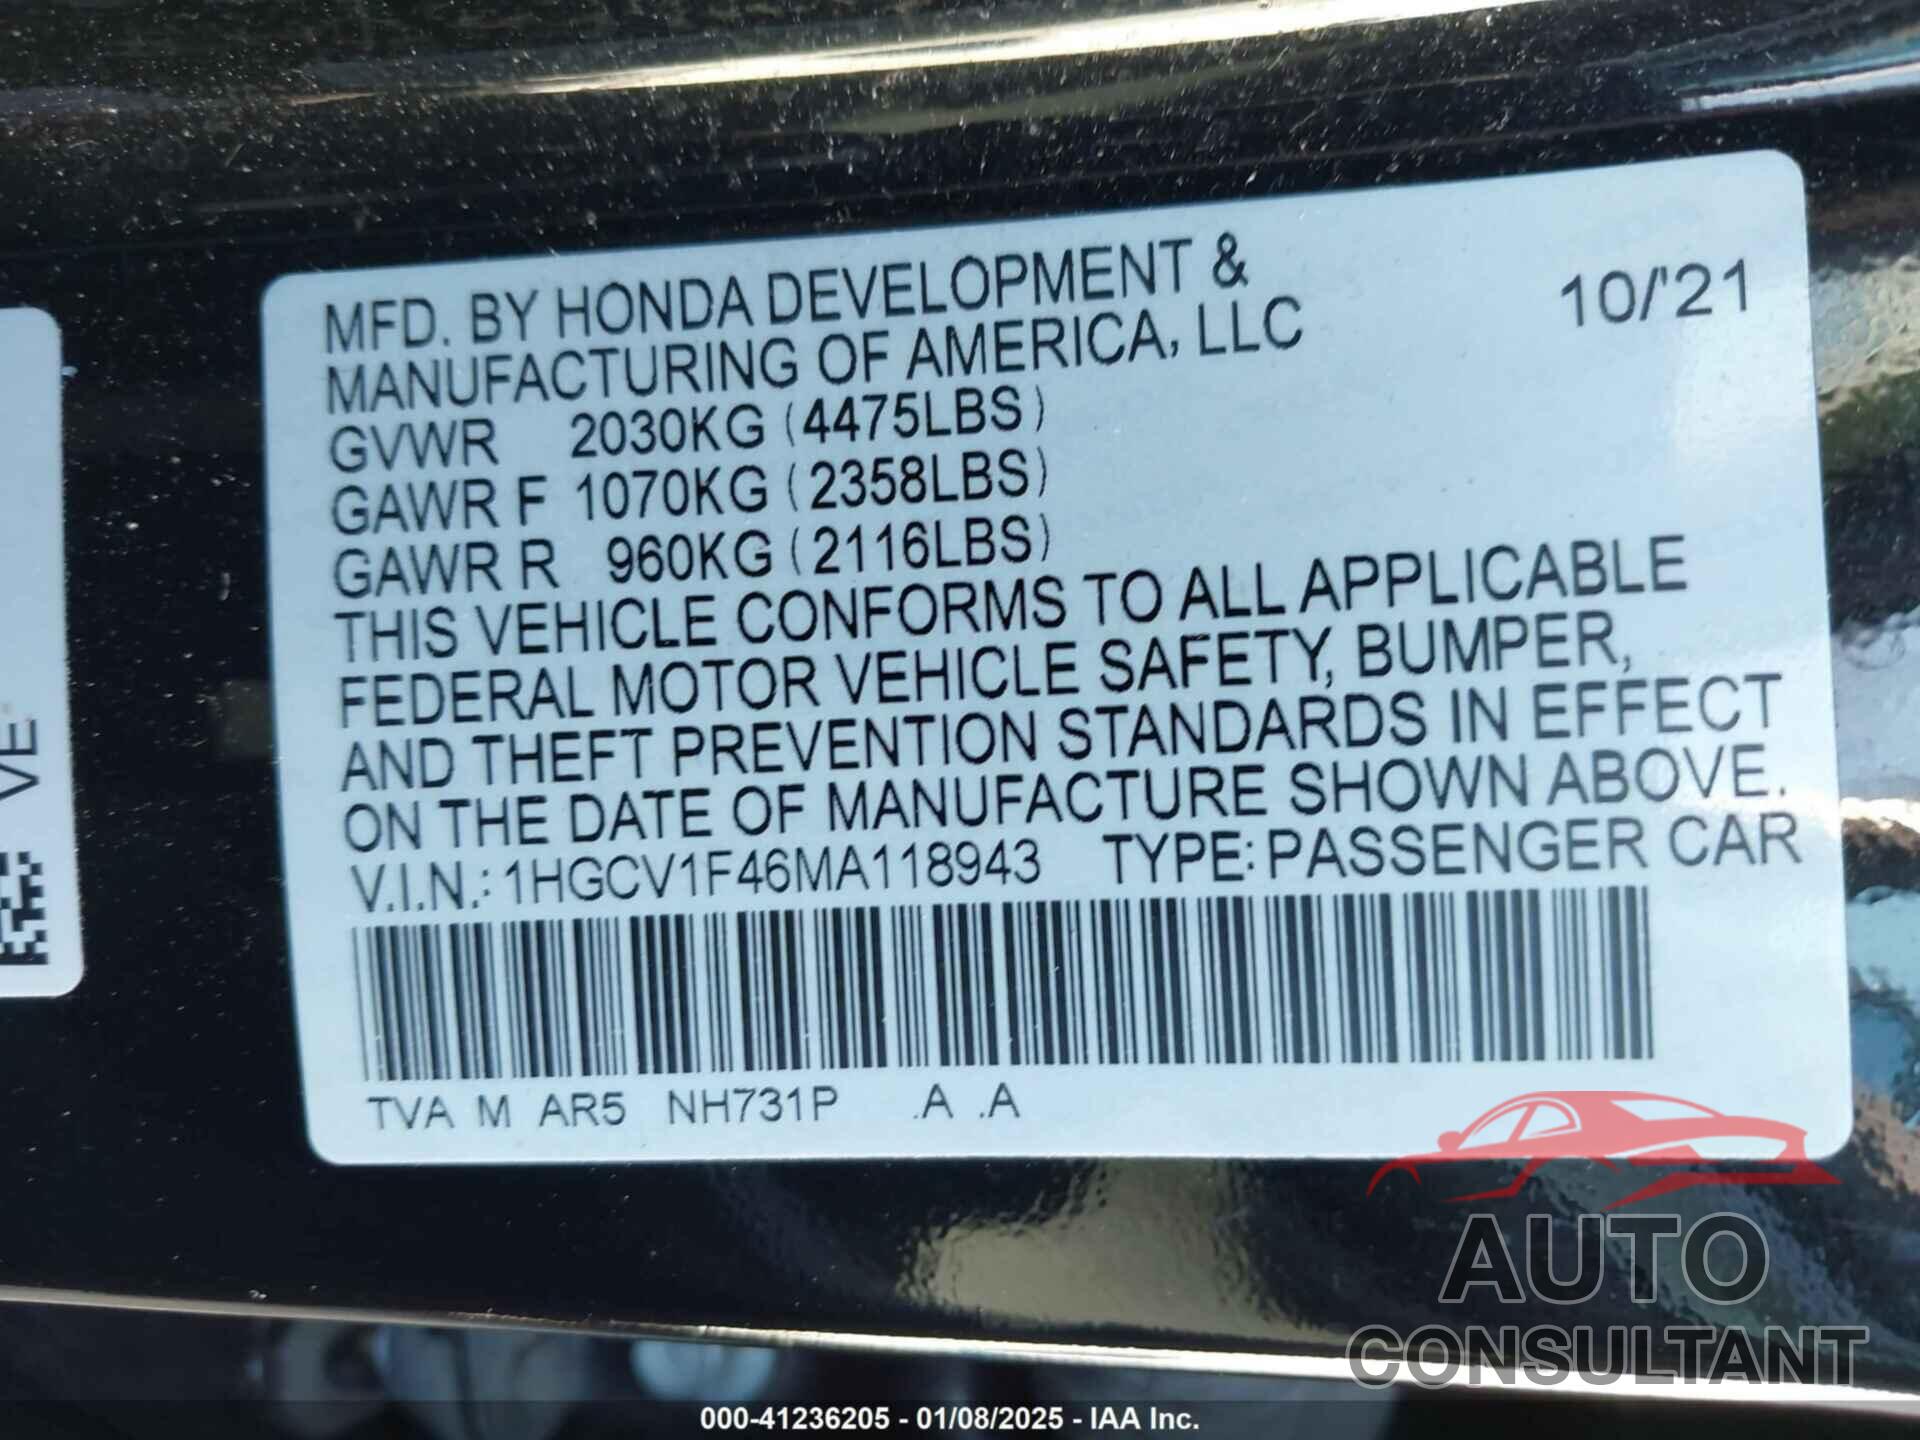 MFD. BY HONDA DEVELOPMENT &
MANUFACTURING OF AMERICA, LLC
10/'21
GVWR 2030KG (4475LBS)
GAWR F 1070KG (2358LBS)
GAWR R 960KG (2116LBS)
THIS VEHICLE CONFORMS TO ALL APPLICABLE
FEDERAL MOTOR VEHICLE SAFETY, BUMPER,
AND THEFT PREVENTION STANDARDS IN EFFECT
ON THE DATE OF MANUFACTURE SHOWN ABOVE.
V.I.N.: 1HGCV1F46MA118943 TYPE: PASSENGER CAR
TVA M AR5 NH731P .A .A
VE
AUTO
CONSULTANT
000-41236205 - 01/08/2025 - IAA Inc.